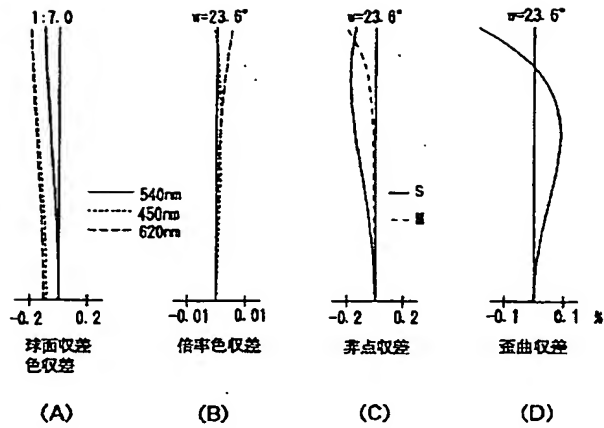 1:7.0
w=23.6°
w=23.6°
w=23.6°
540nm
450nm
620nm
S
M
-0.2 0.2
-0.01 0.01
-0.2 0.2
-0.1 0.1 %
球面収差
色収差
倍率色収差
非点収差
歪曲収差
(A)
(B)
(C)
(D)